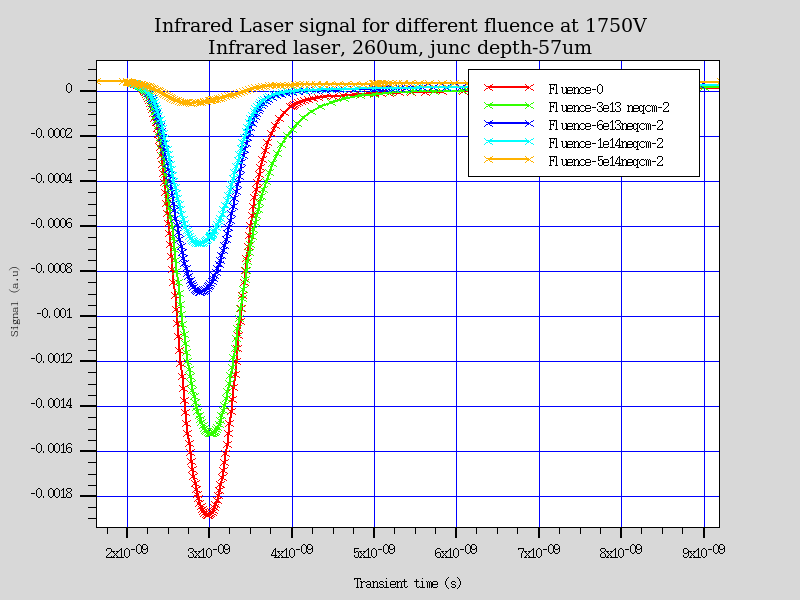 Infrared Laser signal for different fluence at 1750V
Infrared laser, 260um, junc depth-57um
Fluence-0
Fluence-3e13 neqcm-2
Fluence-6e13neqcm-2
Fluence-1e14neqcm-2
Fluence-5e14neqcm-2
0
-0.0002
-0.0004
-0.0006
-0.0008
-0.001
-0.0012
-0.0014
-0.0016
-0.0018
Signal (a.u)
2x10-09 3x10-09 4x10-09 5x10-09 6x10-09 7x10-09 8x10-09 9x10-09
Transient time (s)